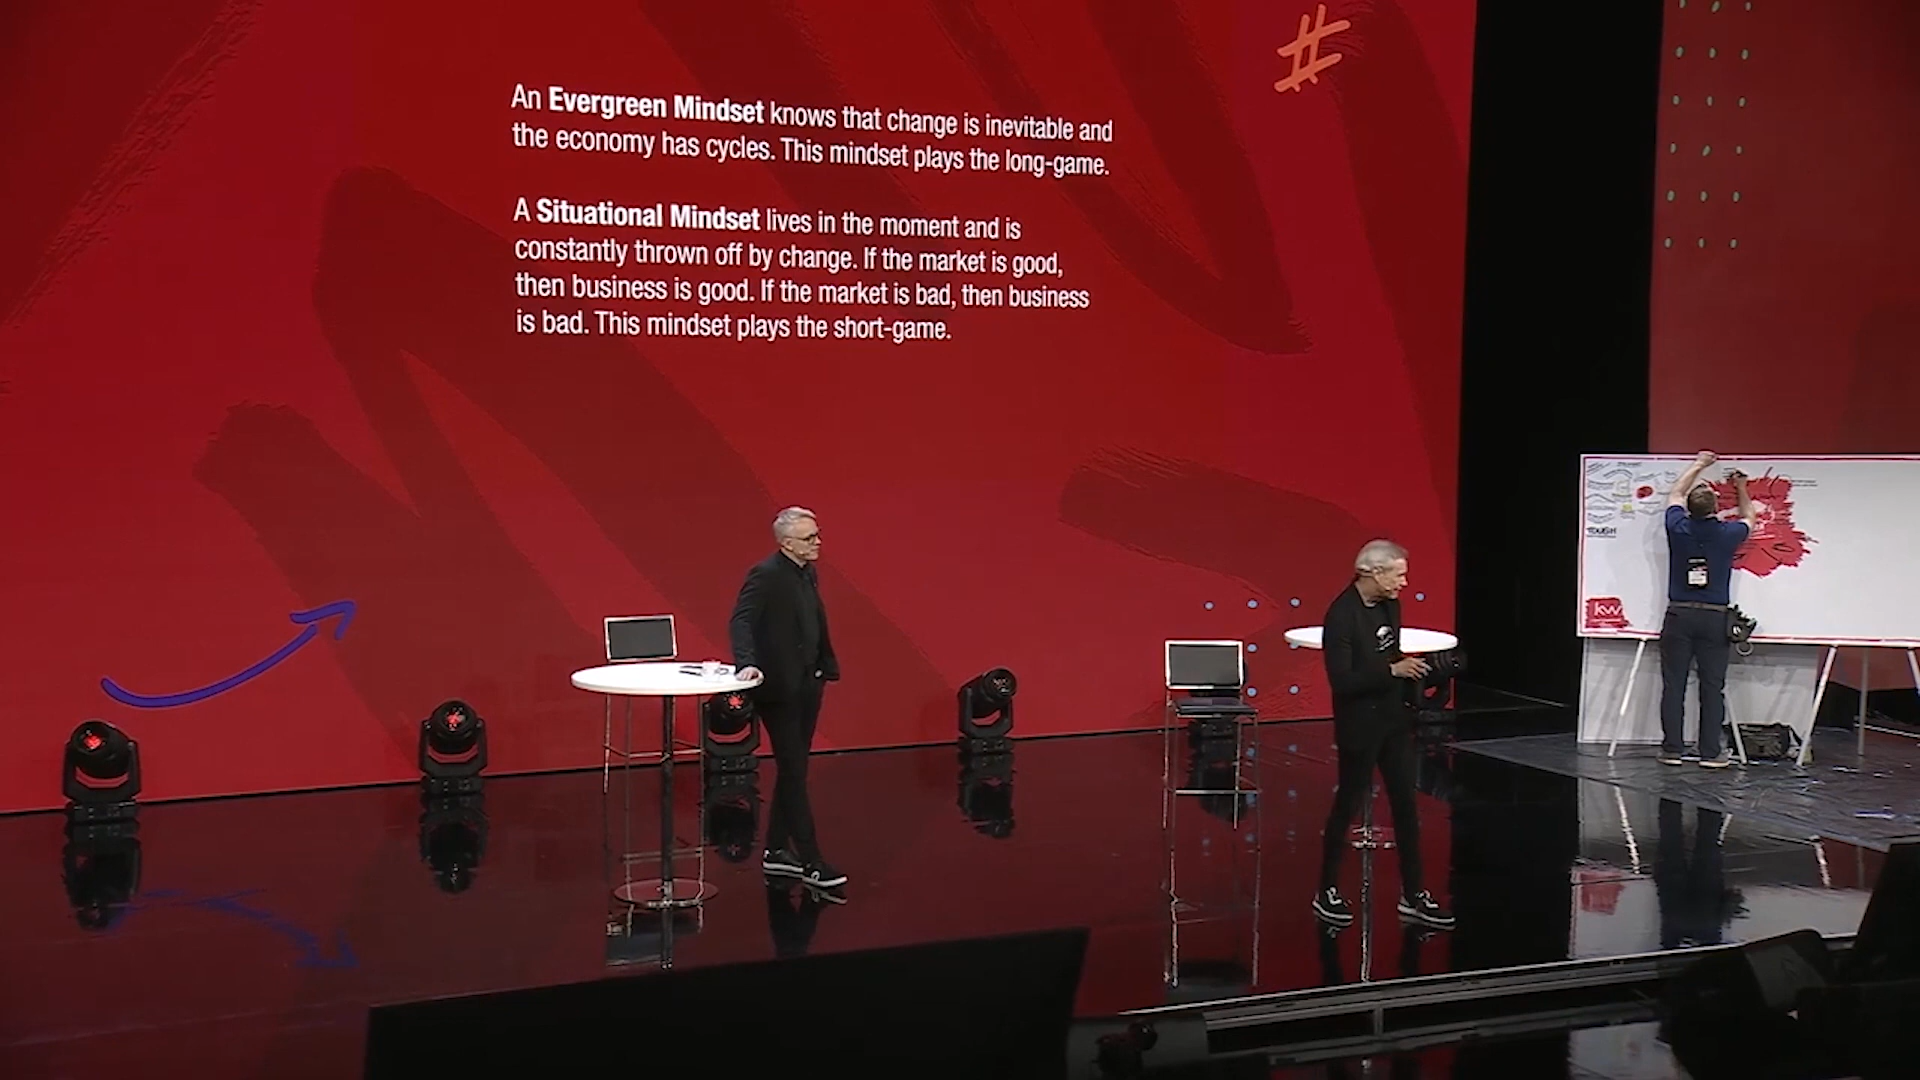 #
An Evergreen Mindset knows that change is inevitable and
the economy has cycles. This mindset plays the long-game.
A Situational Mindset lives in the moment and is
constantly thrown off by change. If the market is good,
then business is good. If the market is bad, then business
is bad. This mindset plays the short-game.
TOUGH
kw